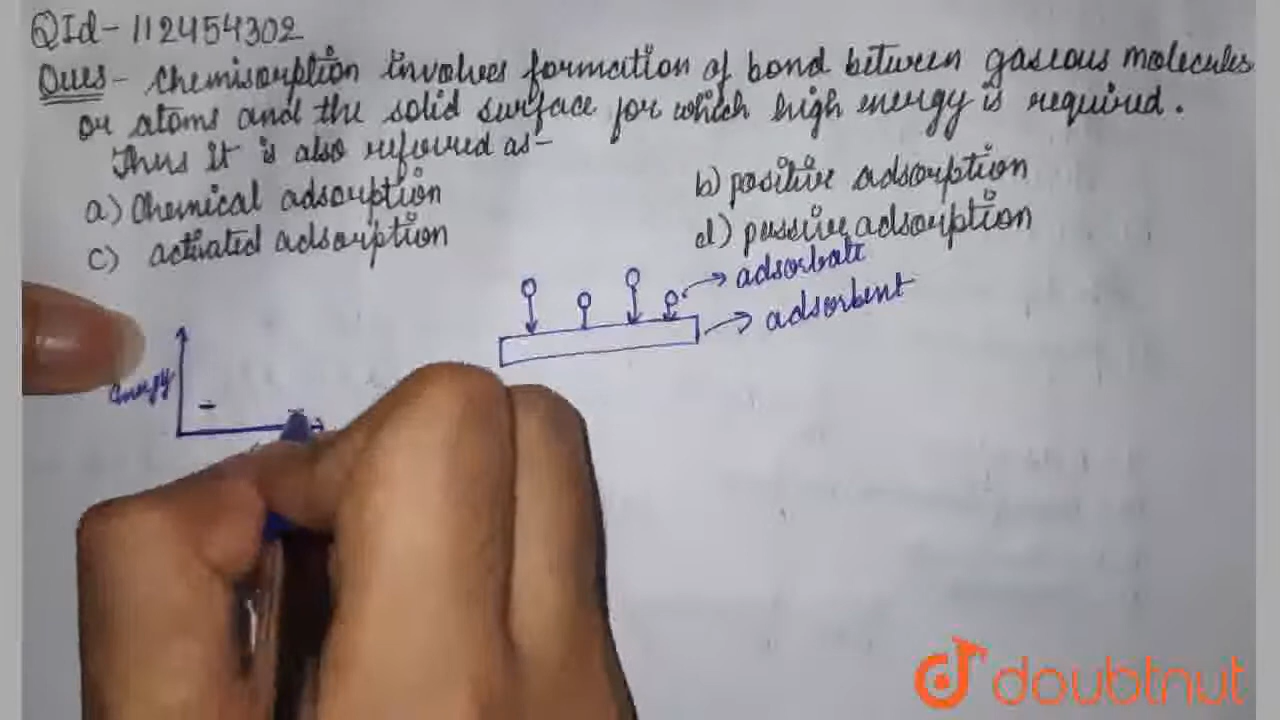 QId - 112454302
Ques - Chemisorption involves formation of bond between gaseous molecules
or atoms and the solid surface for which high energy is required.
Thus It is also referred as -
a) Chemical adsorption
b) positive adsorption
c) activated adsorption
d) passive adsorption
adsorbate
adsorbent
Energy
doubtnut